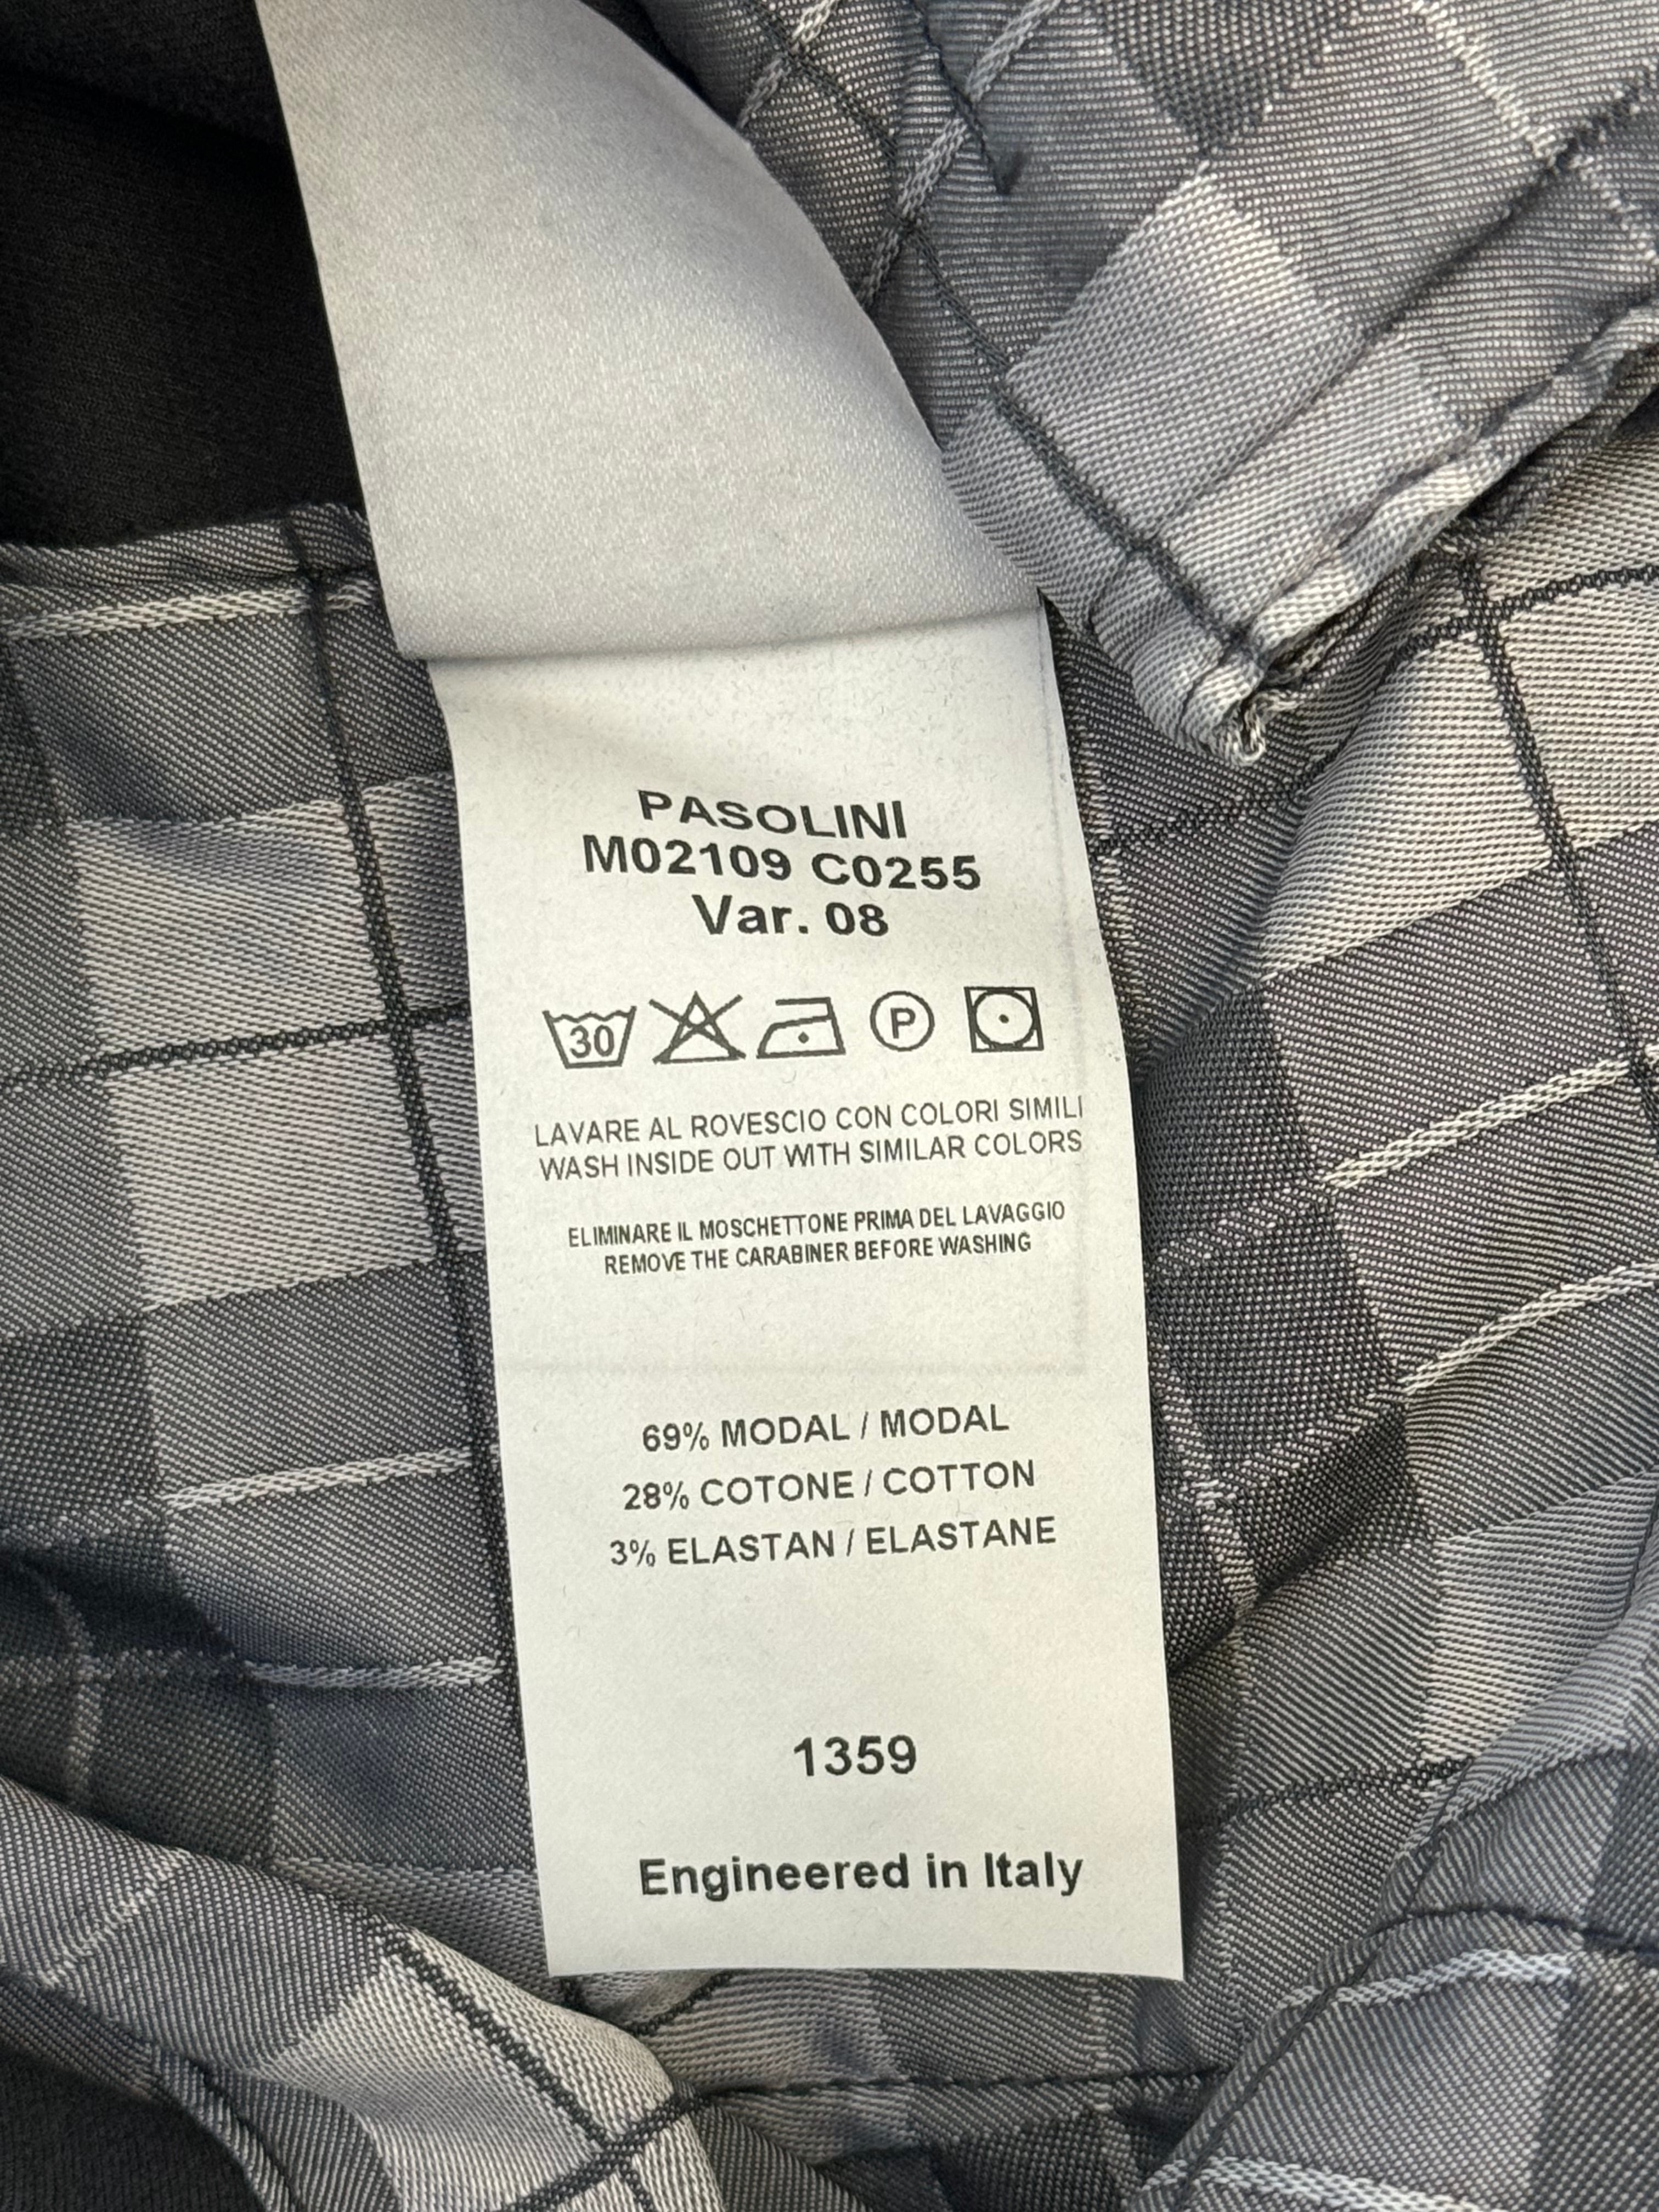 PASOLINI
M02109 C0255
Var. 08
30 P
LAVARE AL ROVESCIO CON COLORI SIMILI
WASH INSIDE OUT WITH SIMILAR COLORS
ELIMINARE IL MOSCHETTONE PRIMA DEL LAVAGGIO
REMOVE THE CARABINER BEFORE WASHING
69% MODAL / MODAL
28% COTONE / COTTON
3% ELASTAN / ELASTANE
1359
Engineered in Italy